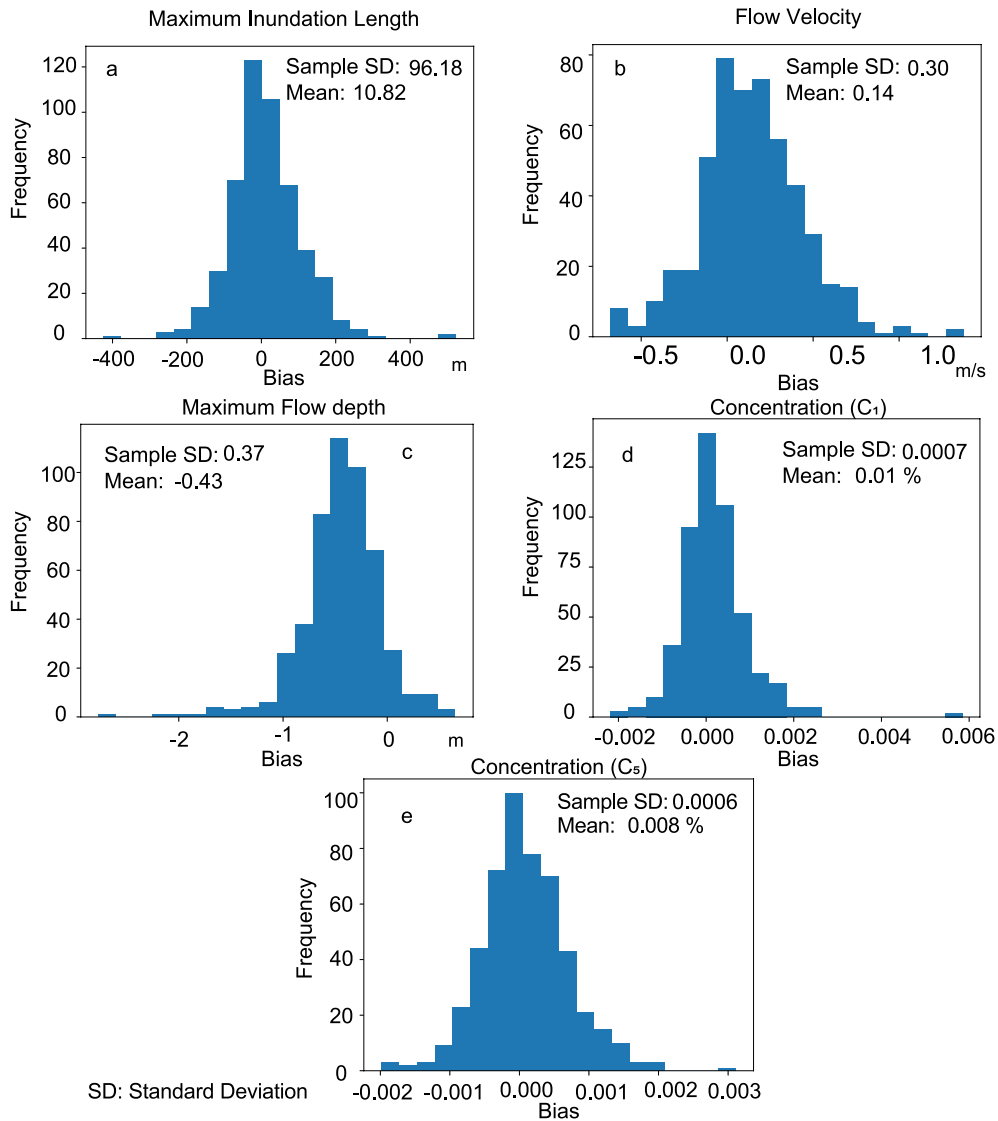 Maximum Inundation Length
a
Sample SD: 96.18
Mean: 10.82
Frequency
120
100
80
60
40
20
0
-400 -200 0 200 400 m
Bias
Flow Velocity
b
Sample SD: 0.30
Mean: 0.14
Frequency
80
60
40
20
0
-0.5 0.0 0.5 1.0
m/s
Bias
Maximum Flow depth
Sample SD: 0.37
Mean: -0.43
c
Frequency
100
80
60
40
20
0
-2 -1 0 m
Bias
Concentration (C₁)
d
Sample SD: 0.0007
Mean: 0.01 %
Frequency
125
100
75
50
25
0
-0.002 0.000 0.002 0.004 0.006
Bias
Concentration (C₅)
e
Sample SD: 0.0006
Mean: 0.008 %
Frequency
100
80
60
40
20
0
-0.002 -0.001 0.000 0.001 0.002 0.003
Bias
SD: Standard Deviation